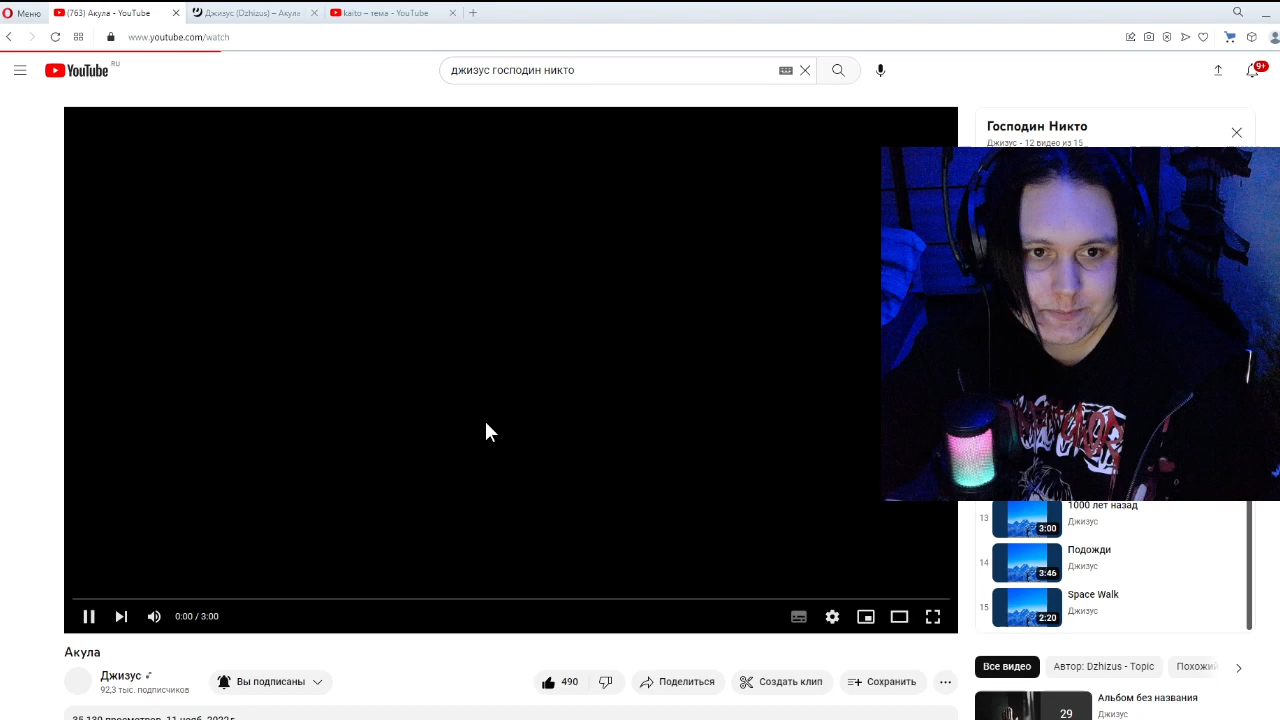 Меню
(763) Акула - YouTube
Джизус (Dzhizus) – Акула
kaito – тема - YouTube
www.youtube.com/watch
YouTube RU
джизус господин никто
9+
Господин Никто
Джизус - 12 видео из 15
13
1000 лет назад
Джизус
3:00
14
Подожди
Джизус
3:46
15
Space Walk
Джизус
2:20
0:00 / 3:00
Акула
Джизус
92,3 тыс. подписчиков
Вы подписаны
490
Поделиться
Создать клип
Сохранить
Все видео
Автор: Dzhizus - Topic
Похожи
Альбом без названия
Джизус
29